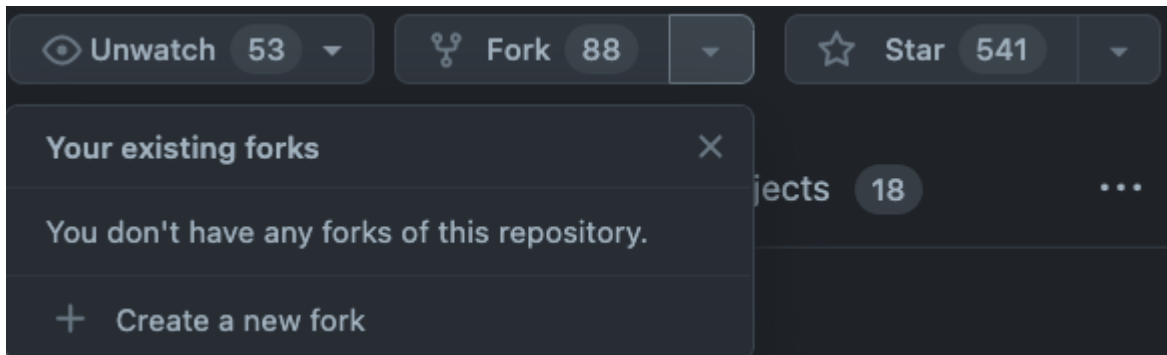 Unwatch 53 Fork 88 Star 541
Your existing forks
jects 18
You don't have any forks of this repository.
Create a new fork